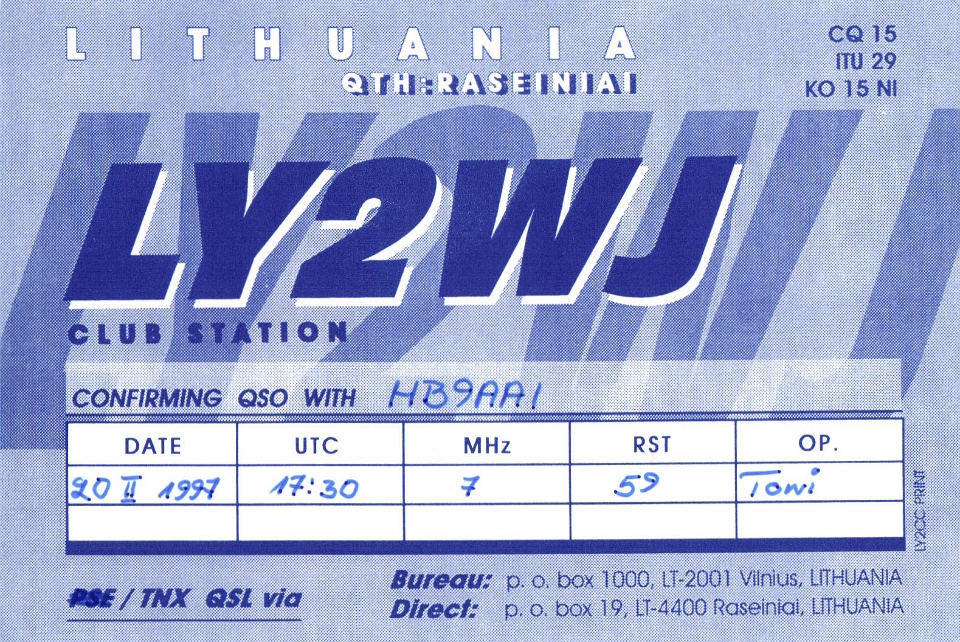 LITHUANIA
QTH:RASEINIAI
CQ 15
ITU 29
KO 15 NI
LY2WJ
CLUB STATION
CONFIRMING QSO WITH HB9AAI
DATE UTC MHz RST OP.
20 II 1997 17:30 7 59 Toni
LY2CC PRINT
PSE / TNX QSL via
Bureau: p. o. box 1000, LT-2001 Vilnius, LITHUANIA
Direct: p. o. box 19, LT-4400 Raseiniai, LITHUANIA